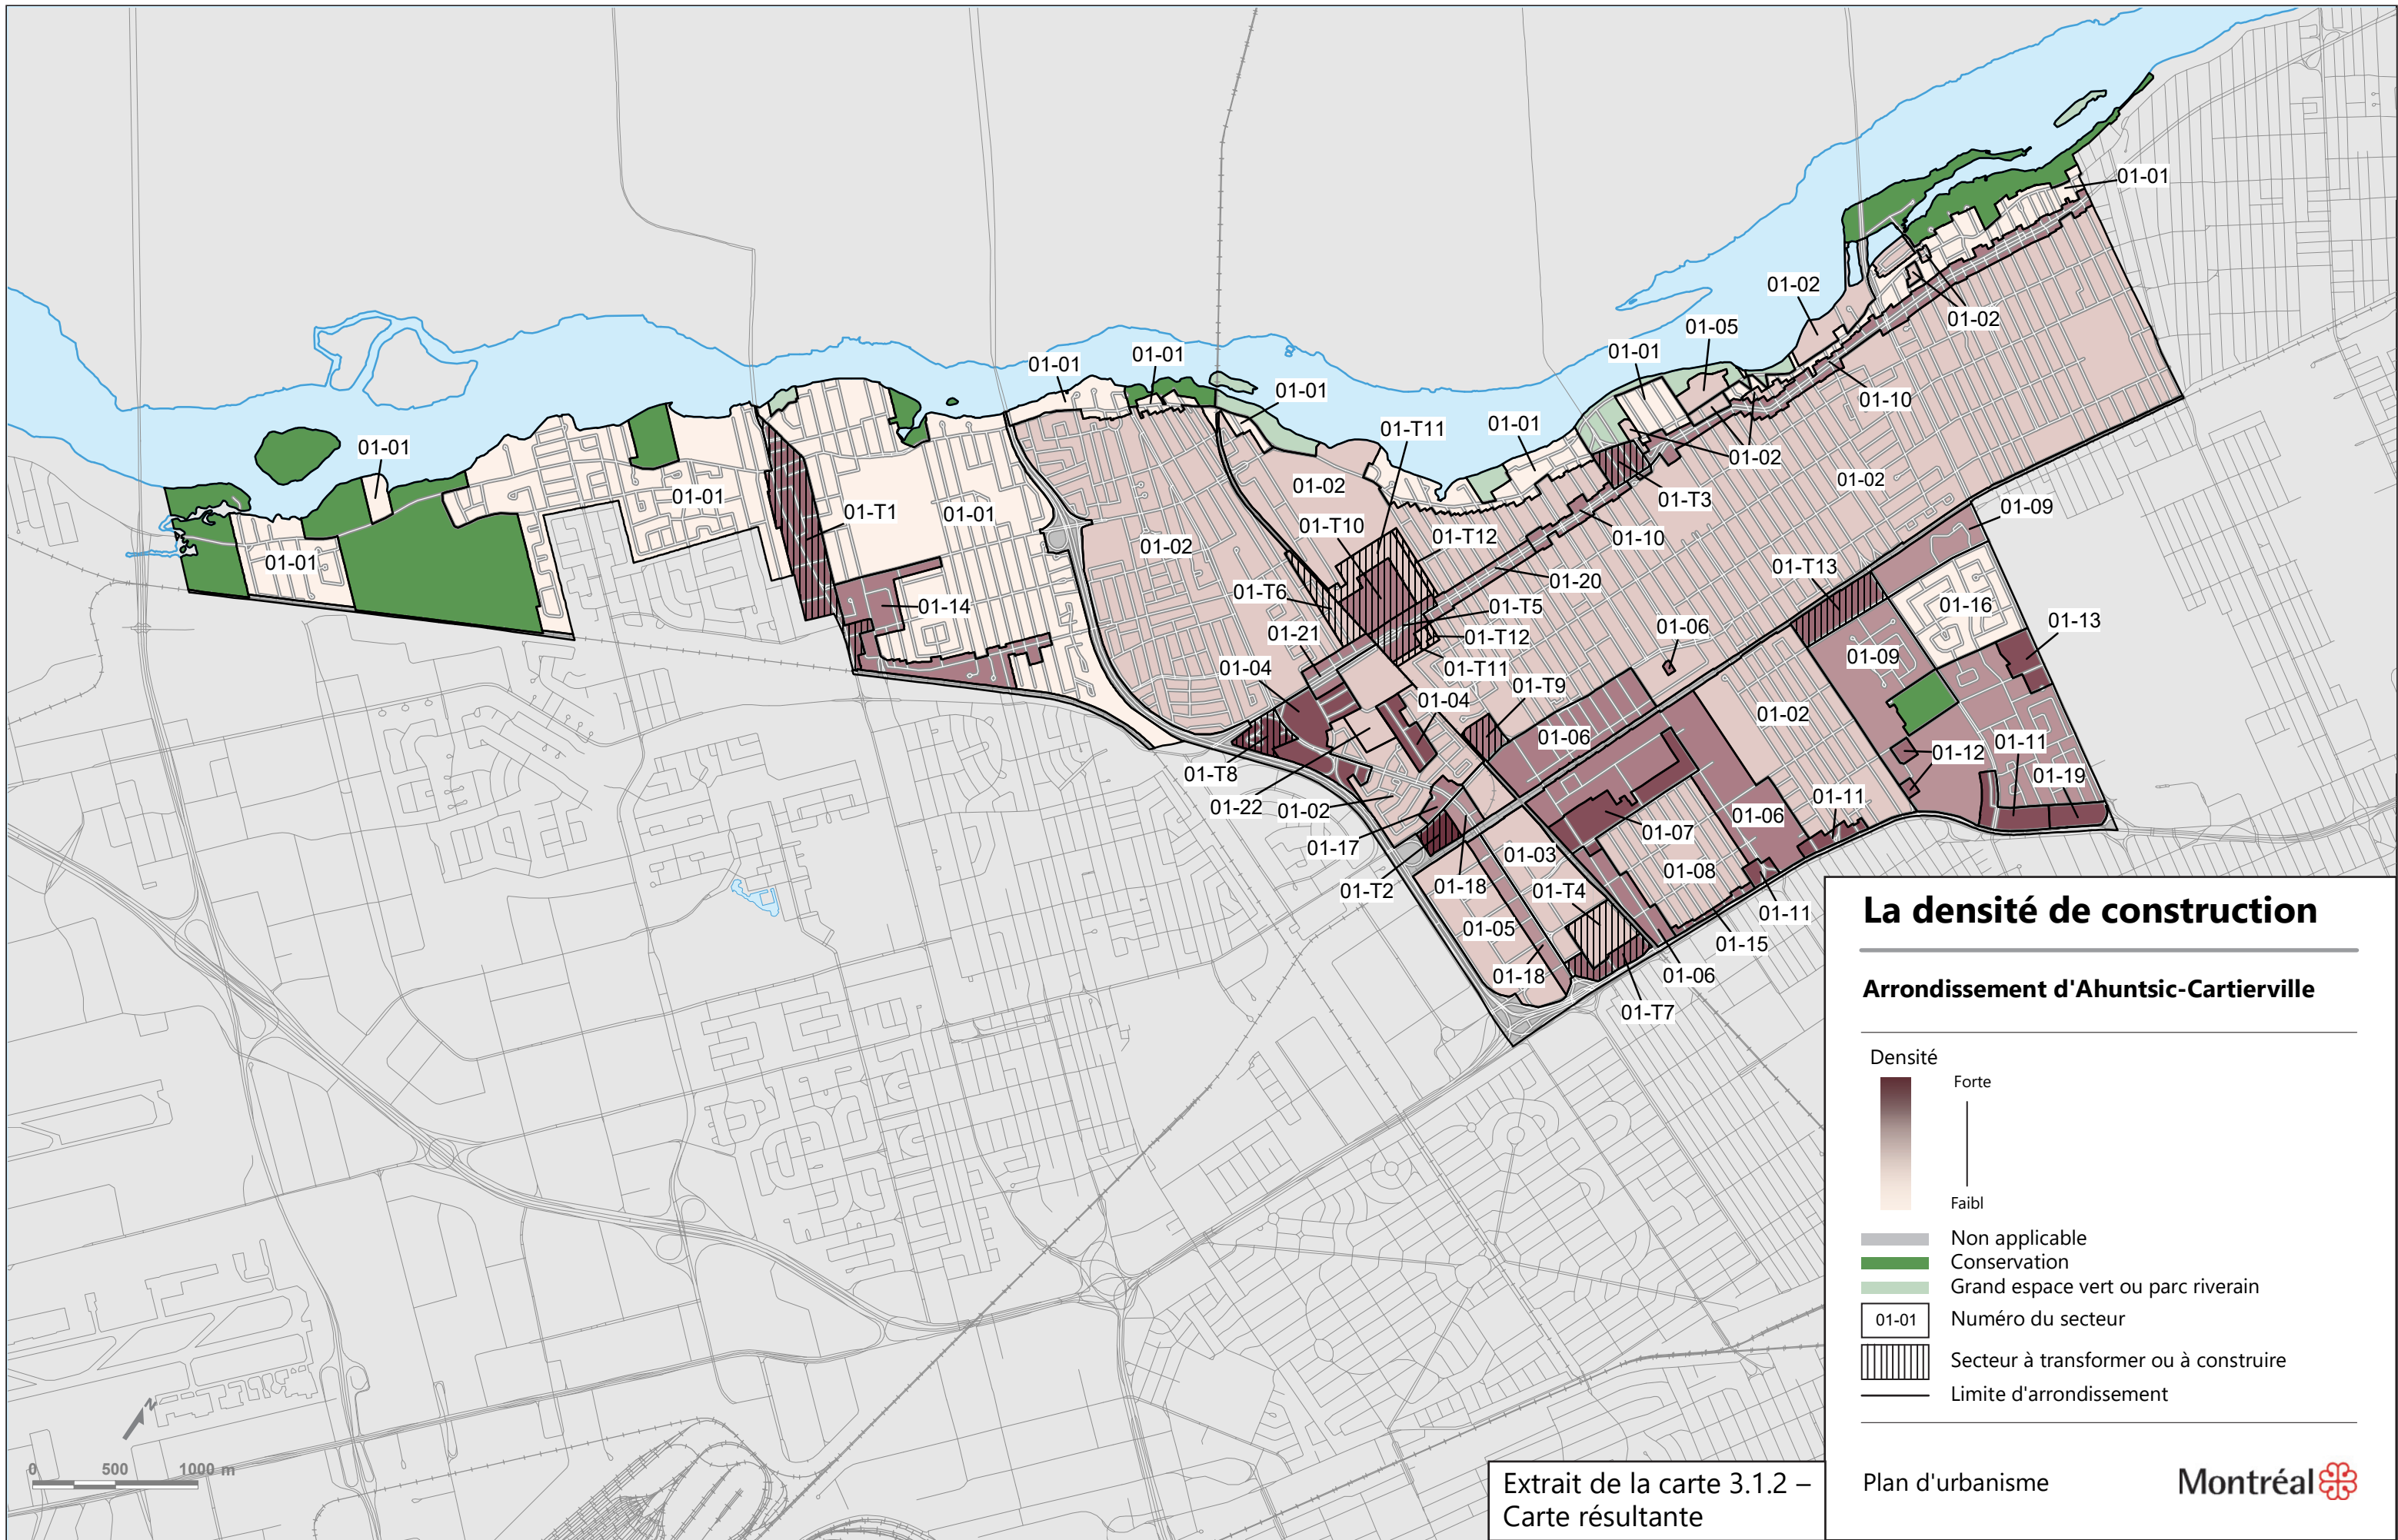 01-01
01-02
01-02
01-05
01-01
01-01
01-01
01-01
01-10
01-T11
01-01
01-01
01-02
01-01
01-02
01-02
01-T3
01-09
01-T1
01-01
01-T10
01-T12
01-10
01-02
01-01
01-T13
01-20
01-T6
01-14
01-T5
01-16
01-13
01-21
01-T12
01-06
01-T11
01-09
01-04
01-T9
01-04
01-02
01-06
01-11
01-12
01-T8
01-19
01-22
01-02
01-11
01-06
01-07
01-17
01-03
01-08
01-T2
01-18
01-T4
01-11
01-05
01-15
01-18
01-06
01-T7
La densité de construction
Arrondissement d'Ahuntsic-Cartierville
Densité
Forte
Faibl
Non applicable
Conservation
Grand espace vert ou parc riverain
01-01 Numéro du secteur
Secteur à transformer ou à construire
Limite d'arrondissement
Plan d'urbanisme
Montréal
N
0 500 1000 m
Extrait de la carte 3.1.2 –
Carte résultante